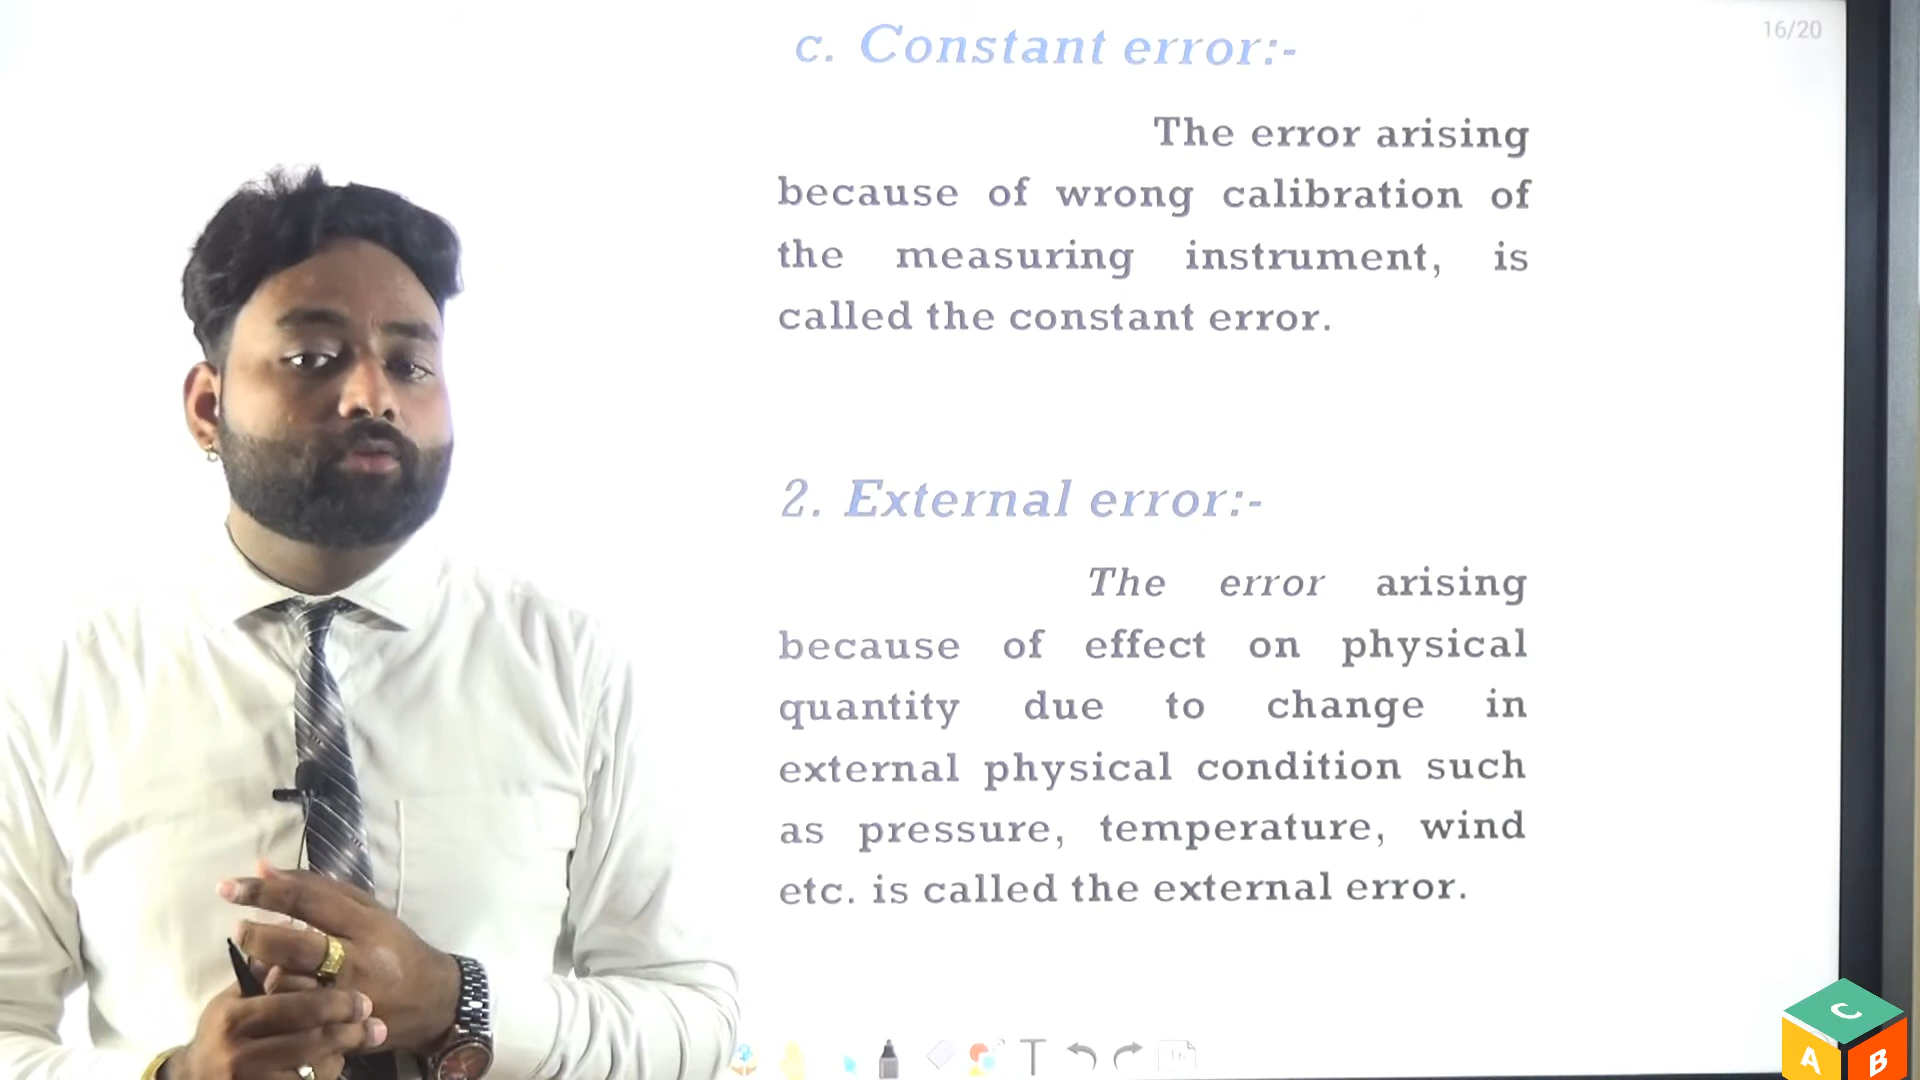 16/20
c. Constant error:-
The error arising
because of wrong calibration of
the measuring instrument, is
called the constant error.
2. External error:-
The error arising
because of effect on physical
quantity due to change in
external physical condition such
as pressure, temperature, wind
etc. is called the external error.
T
16
C
A B